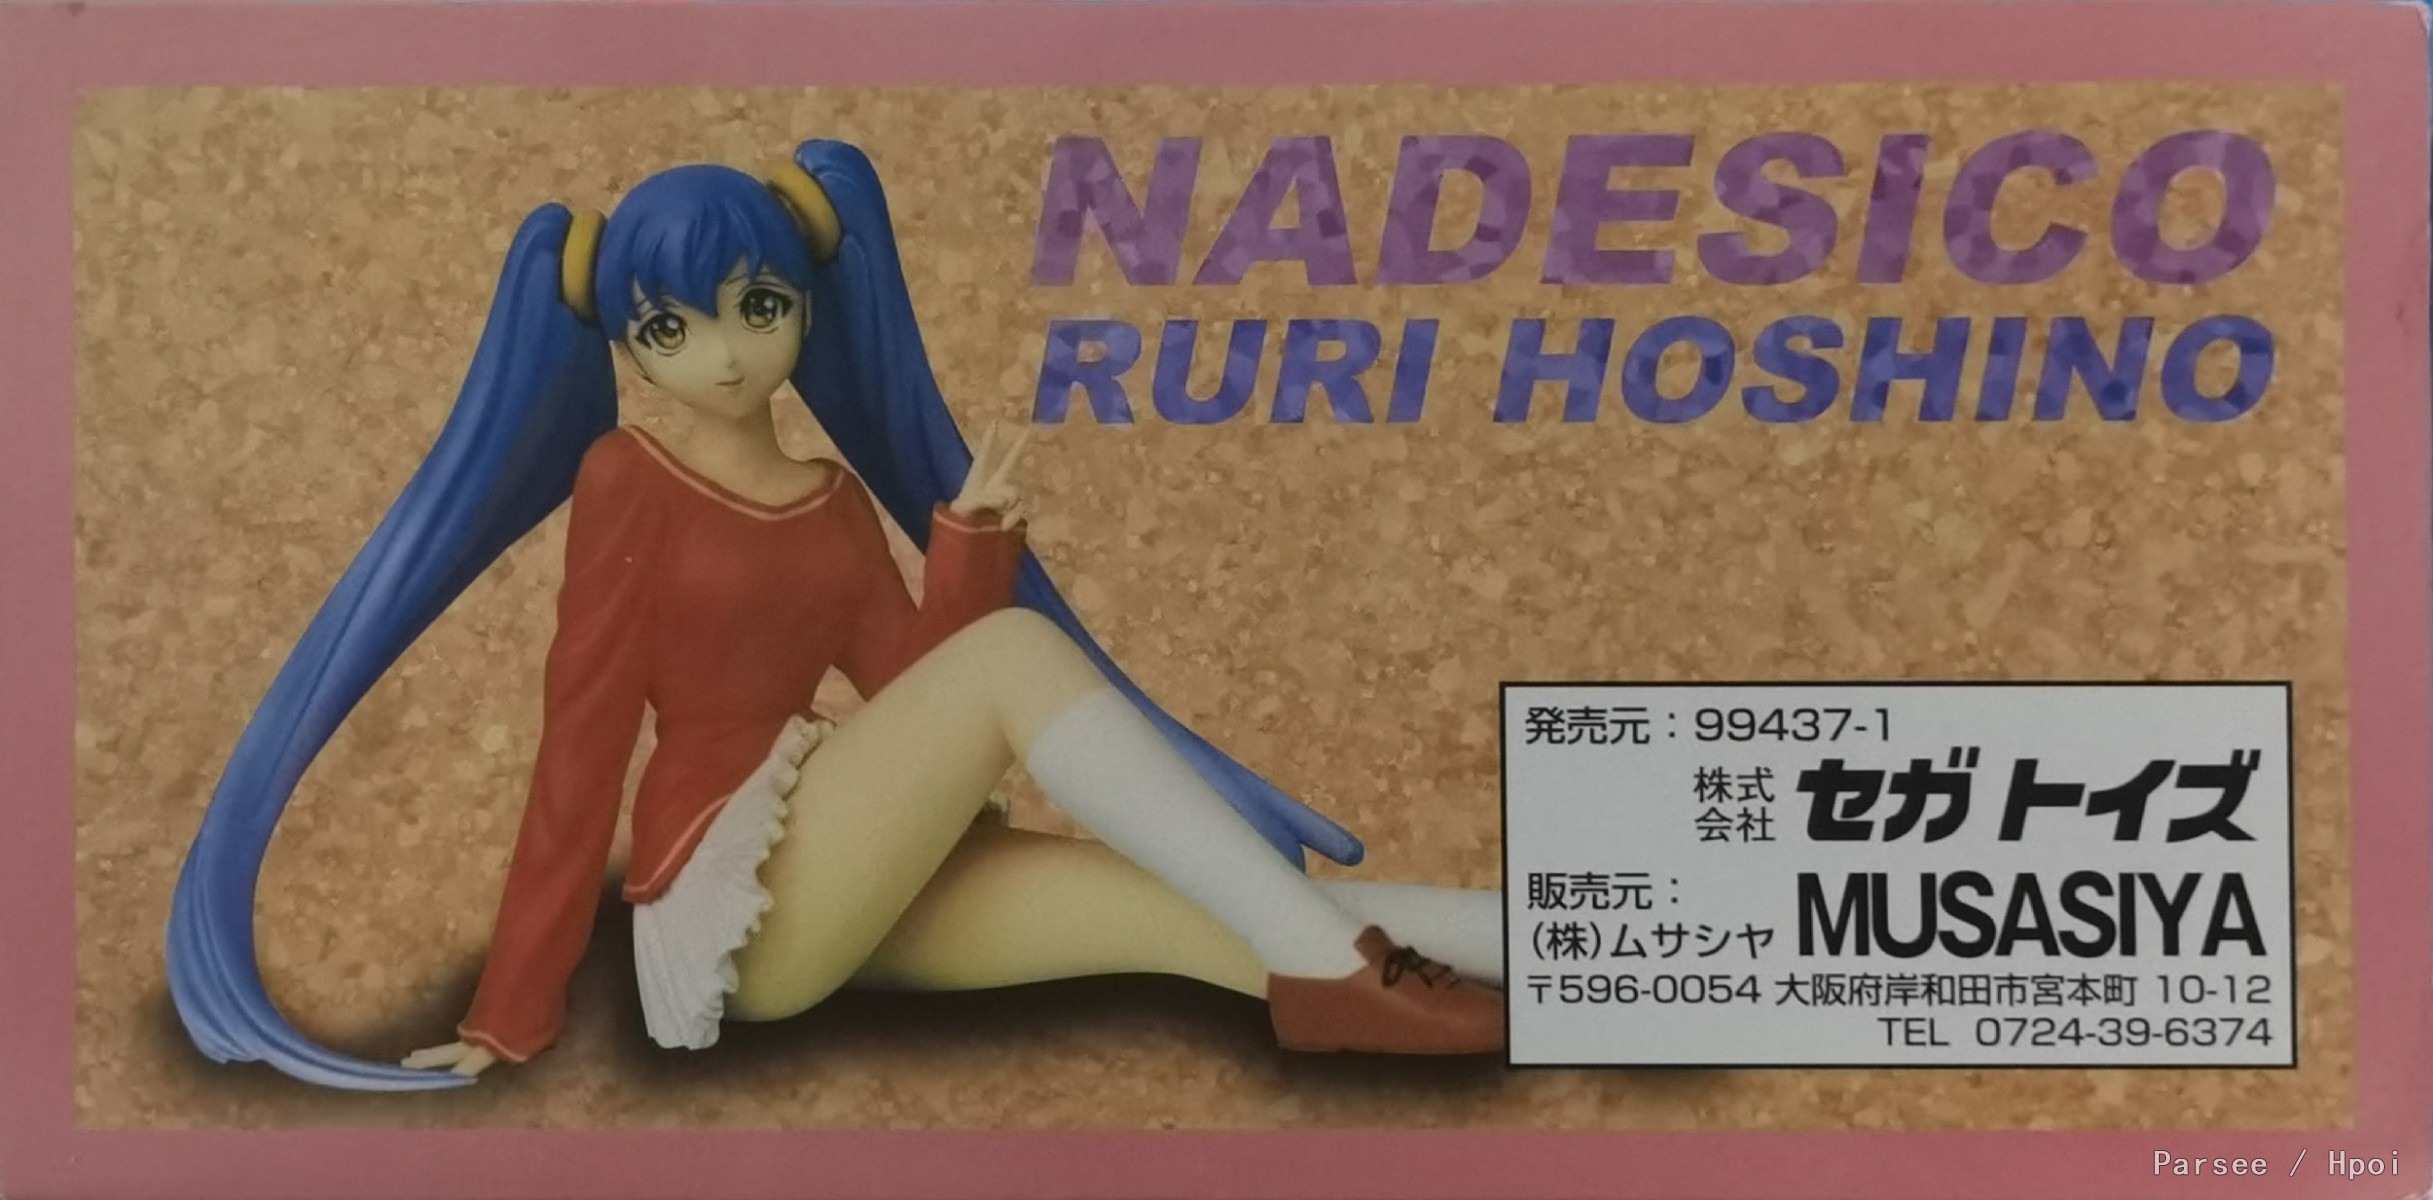 NADESICO
RURI HOSHINO
発売元：99437-1
株式会社 セガトイズ
販売元：
(株)ムサシヤ MUSASIYA
〒596-0054 大阪府岸和田市宮本町 10-12
TEL 0724-39-6374
Parsee / Hpoi